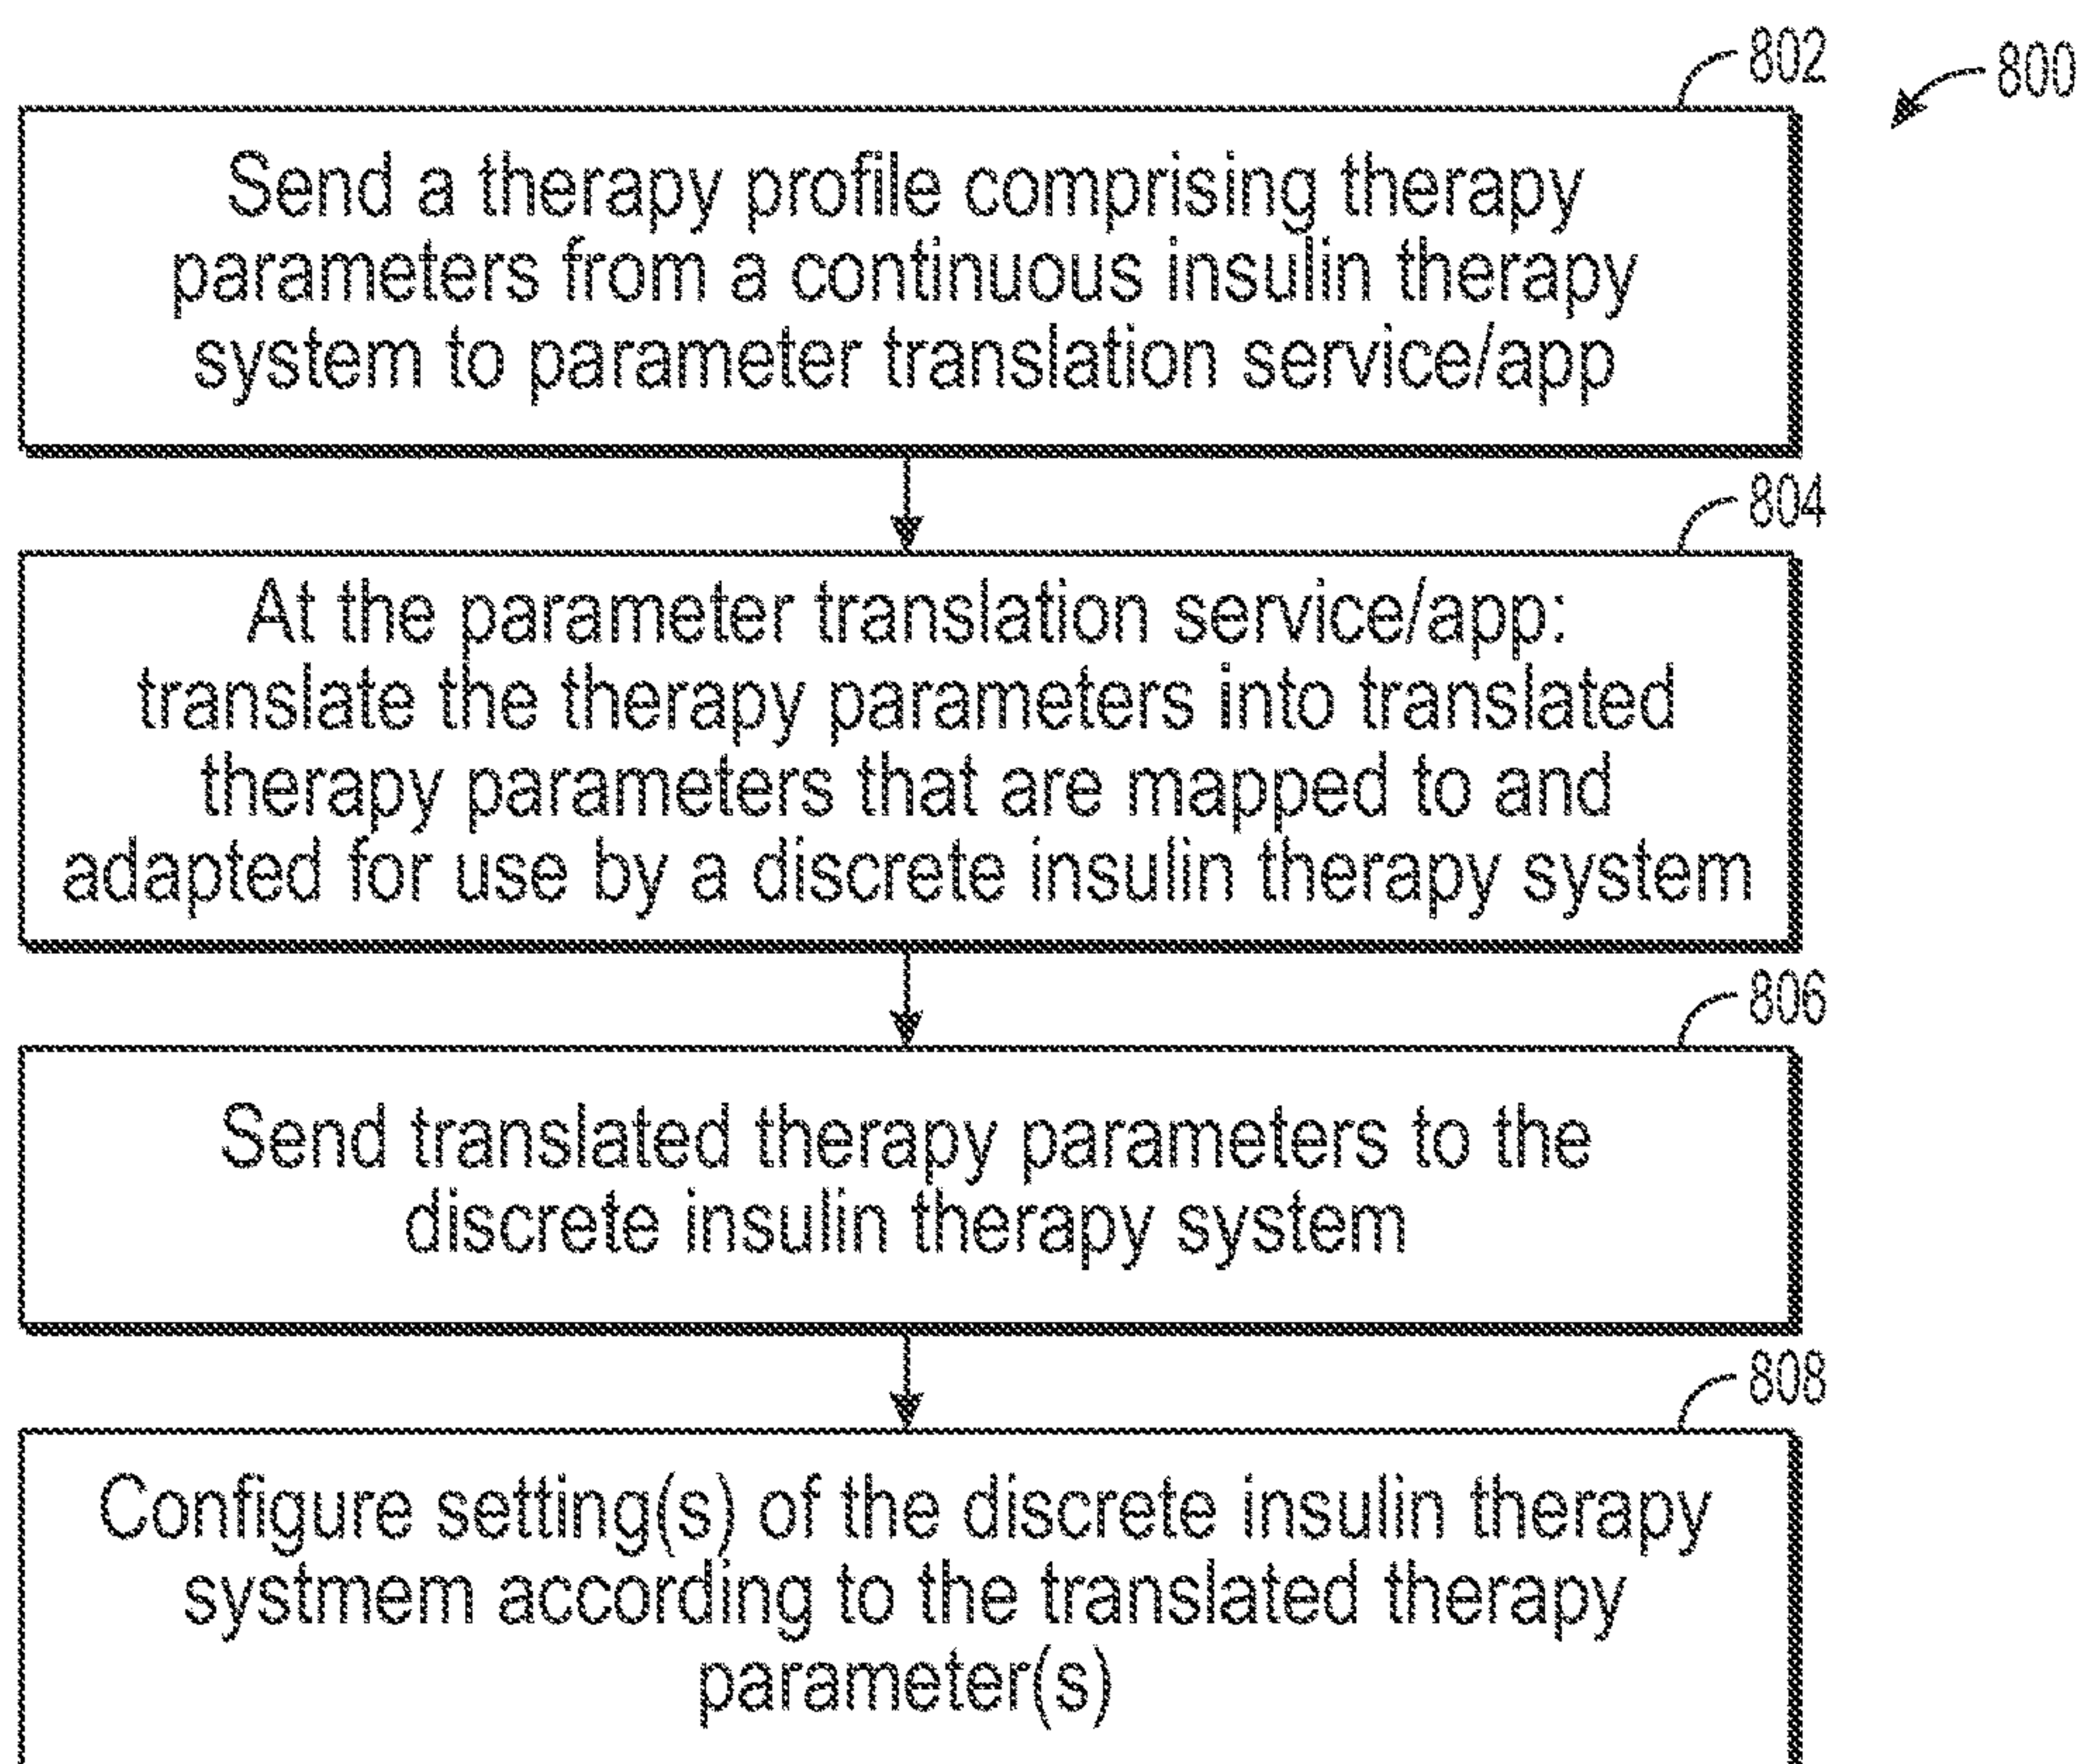 802
800
Send a therapy profile comprising therapy
parameters from a continuous insulin therapy
system to parameter translation service/app
804
At the parameter translation service/app:
translate the therapy parameters into translated
therapy parameters that are mapped to and
adapted for use by a discrete insulin therapy system
806
Send translated therapy parameters to the
discrete insulin therapy system
808
Configure setting(s) of the discrete insulin therapy
systmem according to the translated therapy
parameter(s)